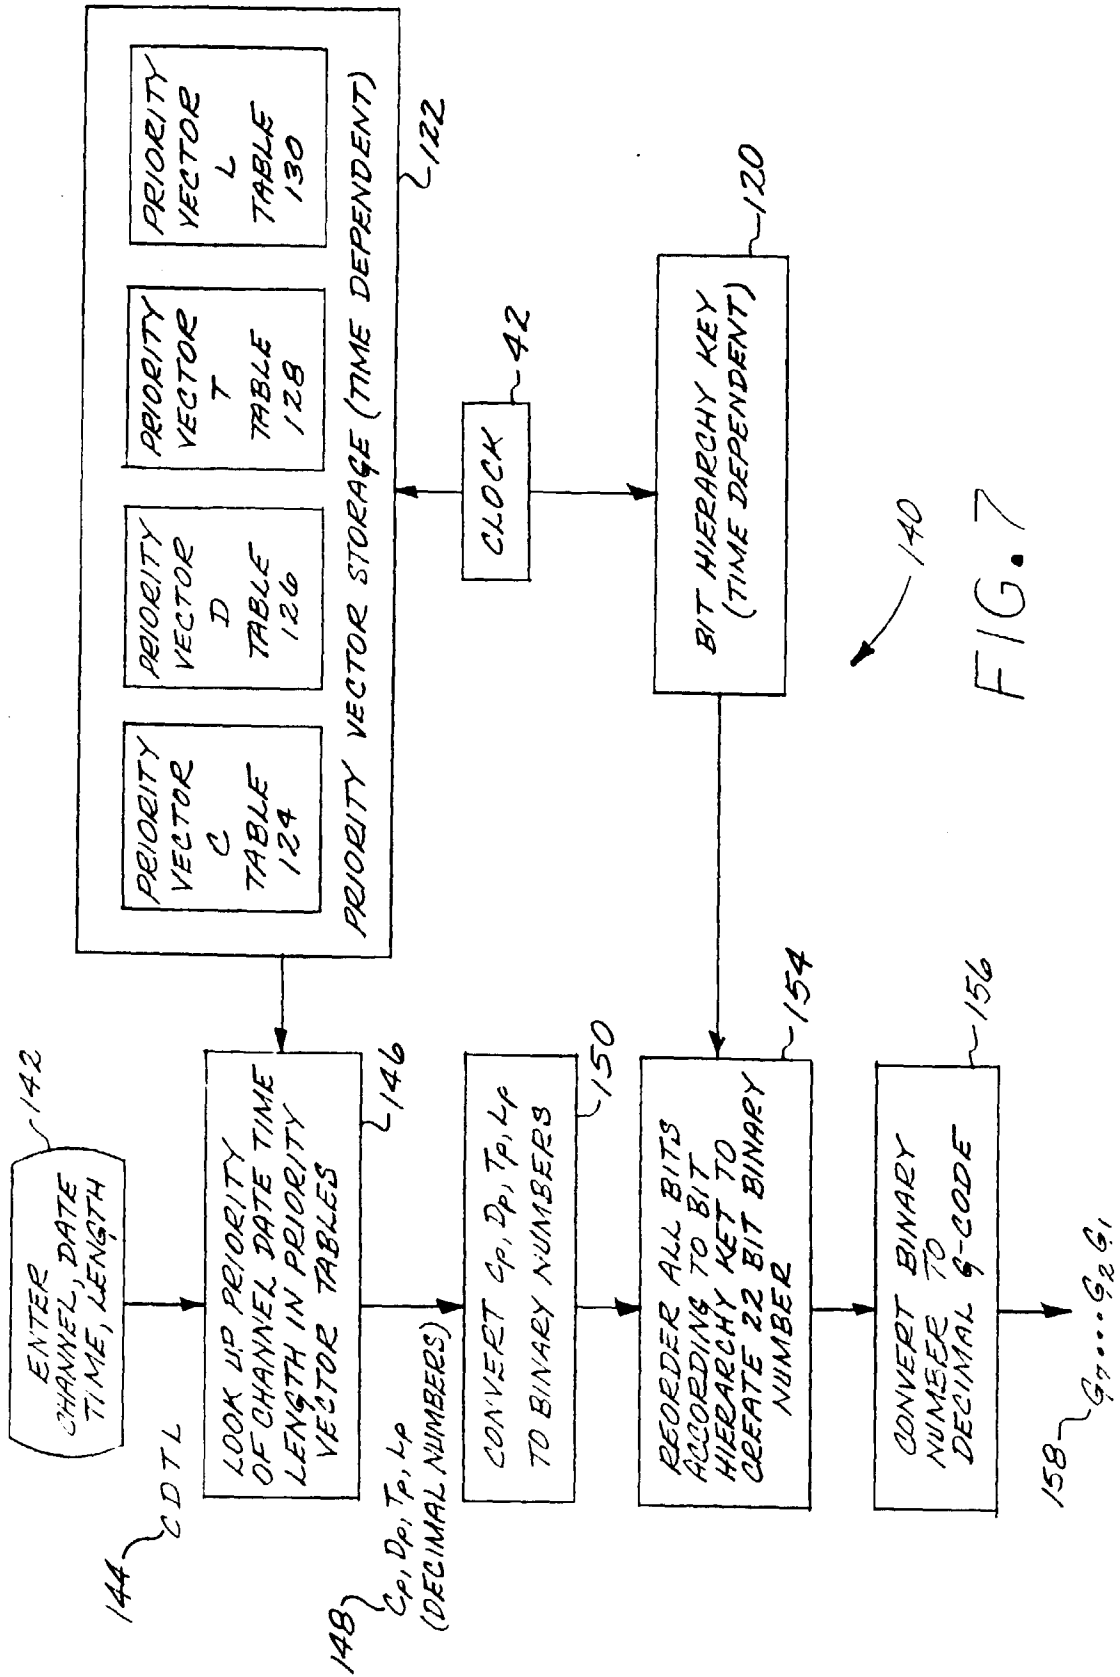 ENTER
CHANNEL, DATE
TIME, LENGTH
142
144
C D T L
LOOK UP PRIORITY
OF CHANNEL DATE TIME
LENGTH IN PRIORITY
VECTOR TABLES
146
148
Cp, Dp, Tp, Lp
(DECIMAL NUMBERS)
CONVERT Cp, Dp, Tp, Lp
TO BINARY NUMBERS
150
REORDER ALL BITS
ACCORDING TO BIT
HIERARCHY KET TO
CREATE 22 BIT BINARY
NUMBER
154
CONVERT BINARY
NUMBER TO
DECIMAL G-CODE
156
158
G7....G2G1
PRIORITY
VECTOR
C
TABLE
124
PRIORITY
VECTOR
D
TABLE
126
PRIORITY
VECTOR
T
TABLE
128
PRIORITY
VECTOR
L
TABLE
130
PRIORITY VECTOR STORAGE (TIME DEPENDENT)
122
CLOCK
42
BIT HIERARCHY KEY
(TIME DEPENDENT)
120
140
FIG. 7